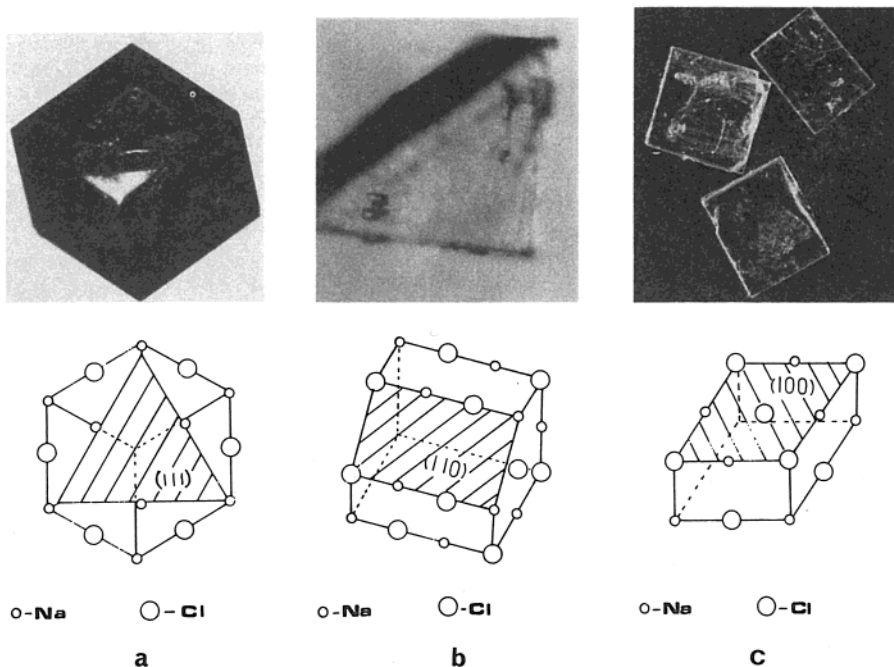 (111)
(110)
(100)
o-Na
O-Cl
o-Na
O-Cl
o-Na
O-Cl
a
b
c